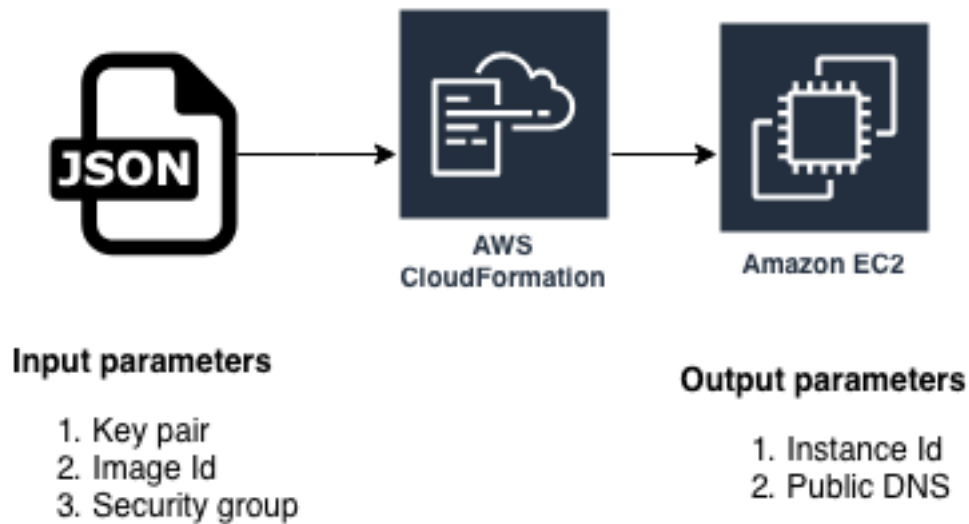 JSON
AWS
CloudFormation
Amazon EC2
Input parameters
1. Key pair
2. Image Id
3. Security group
Output parameters
1. Instance Id
2. Public DNS